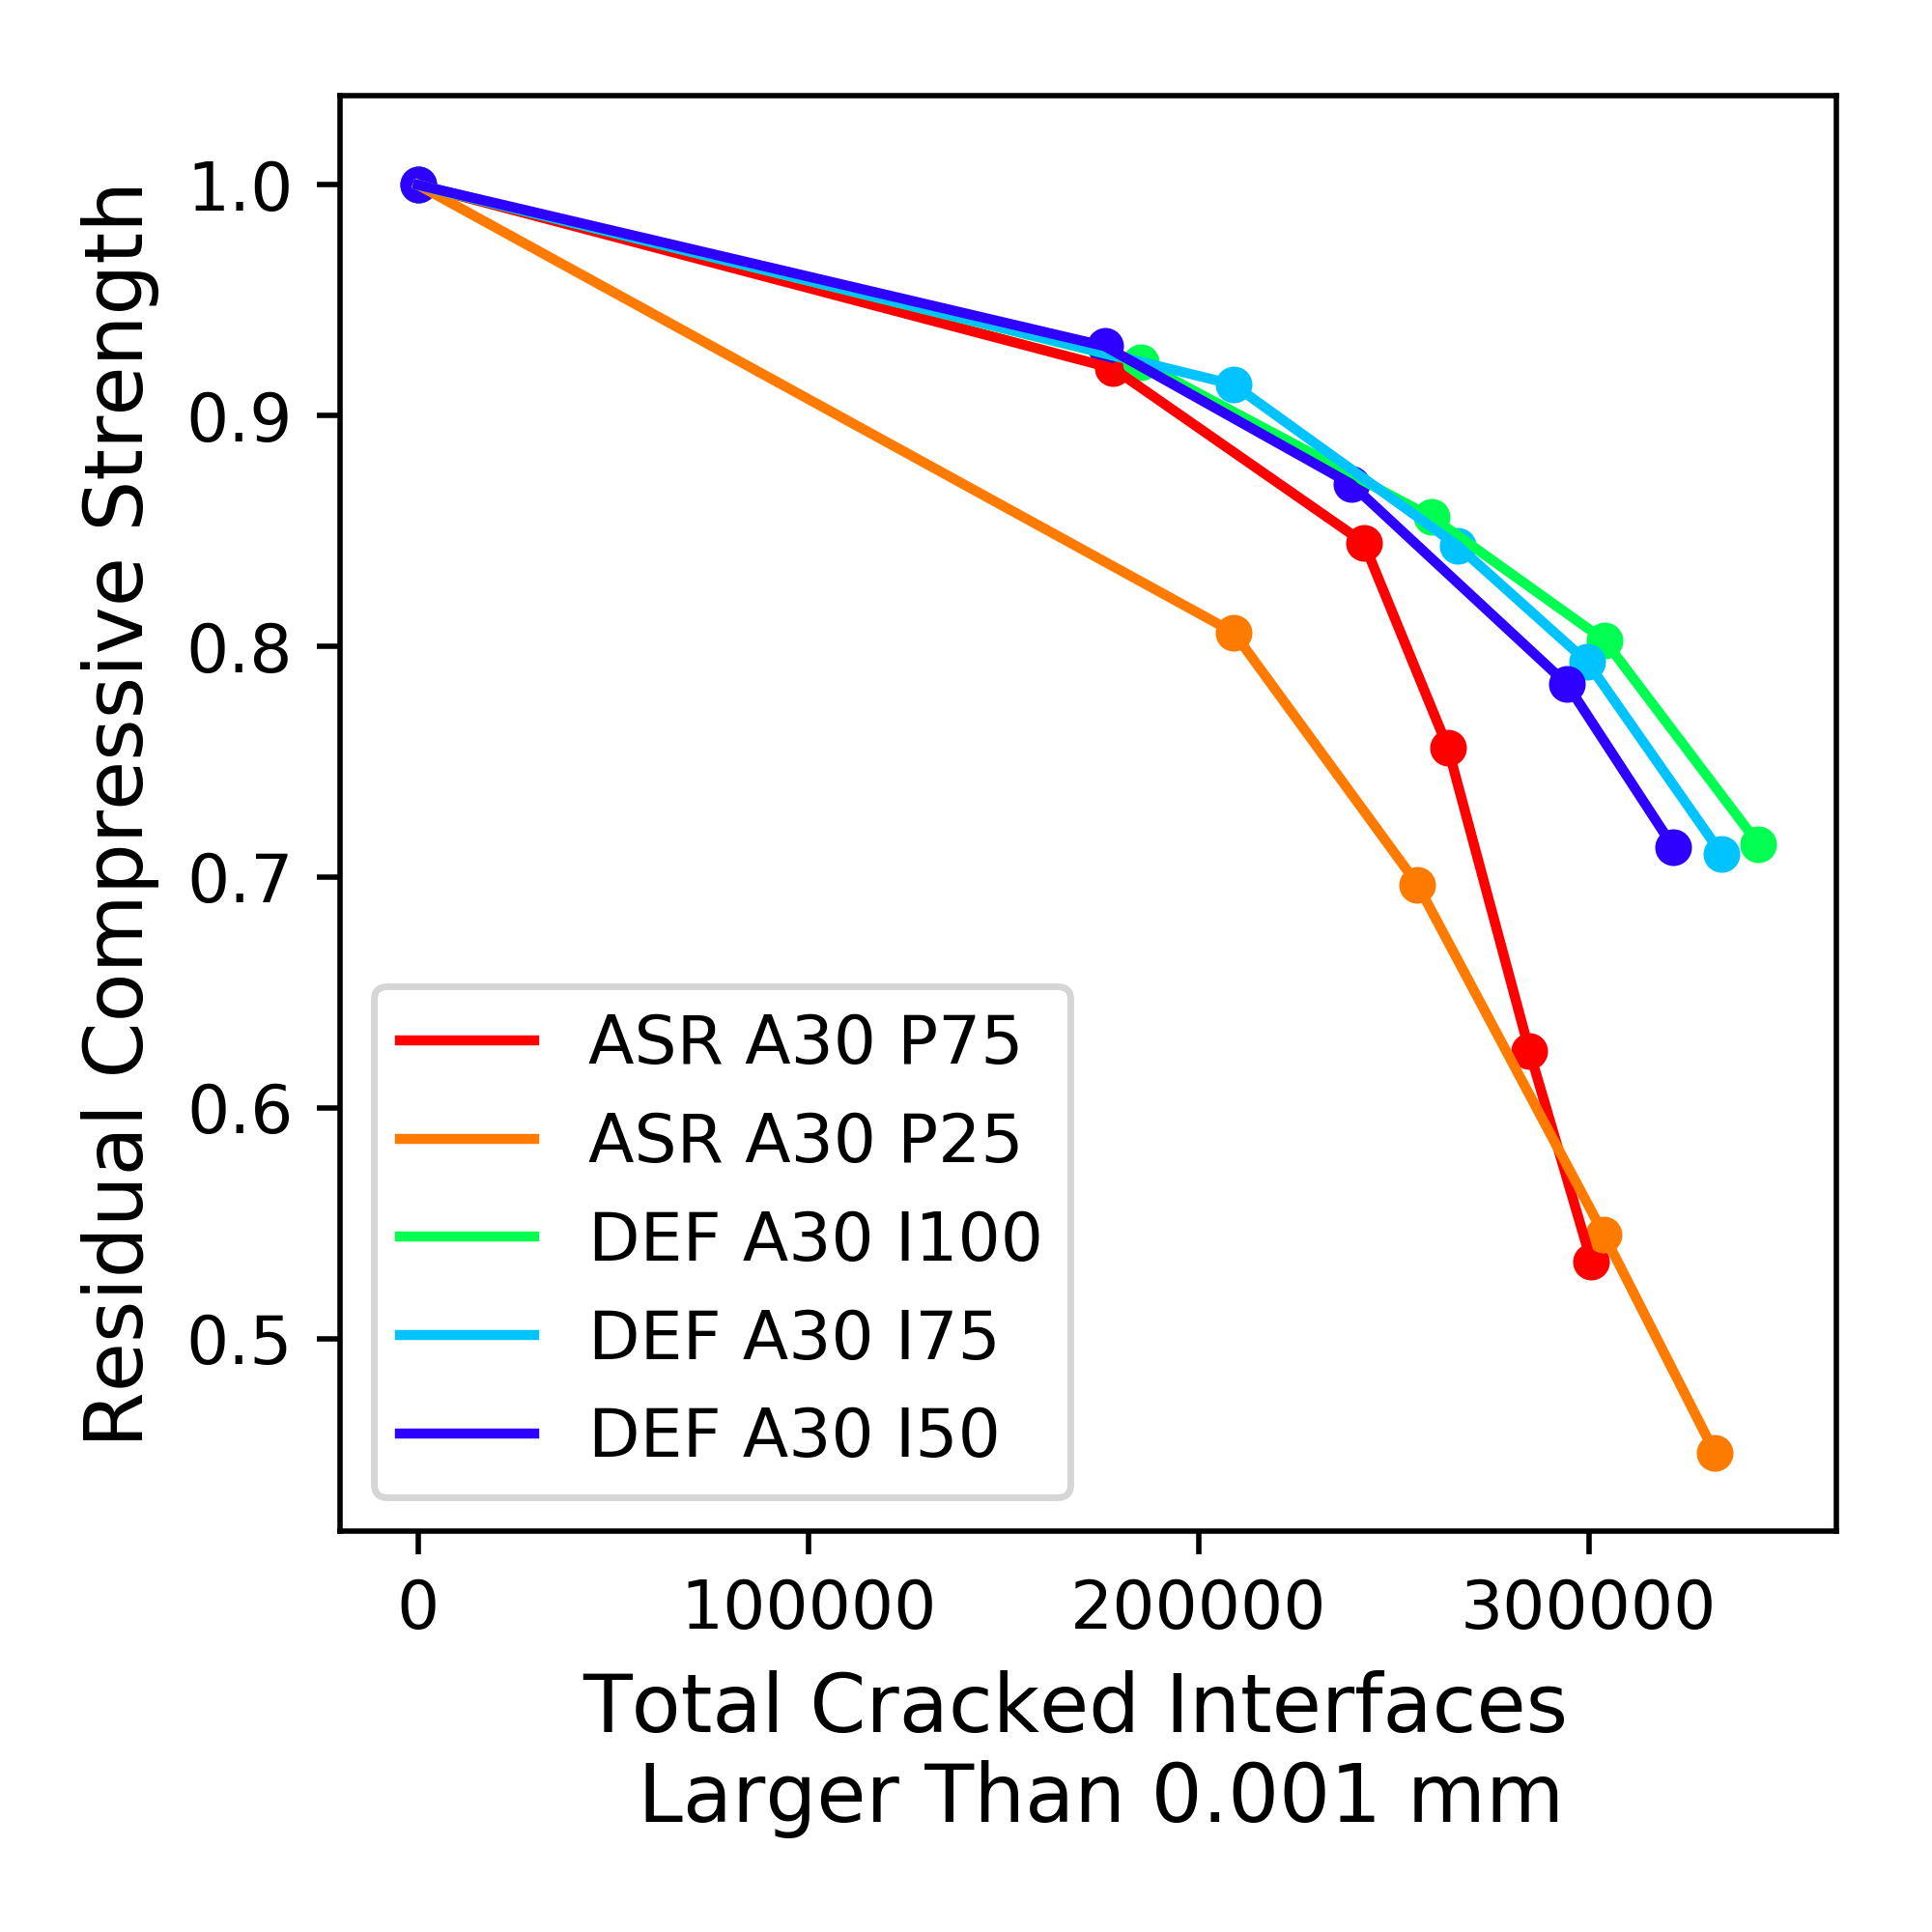 Residual Compressive Strength
1.0
0.9
0.8
0.7
0.6
0.5
ASR A30 P75
ASR A30 P25
DEF A30 I100
DEF A30 I75
DEF A30 I50
0 100000 200000 300000
Total Cracked Interfaces
Larger Than 0.001 mm